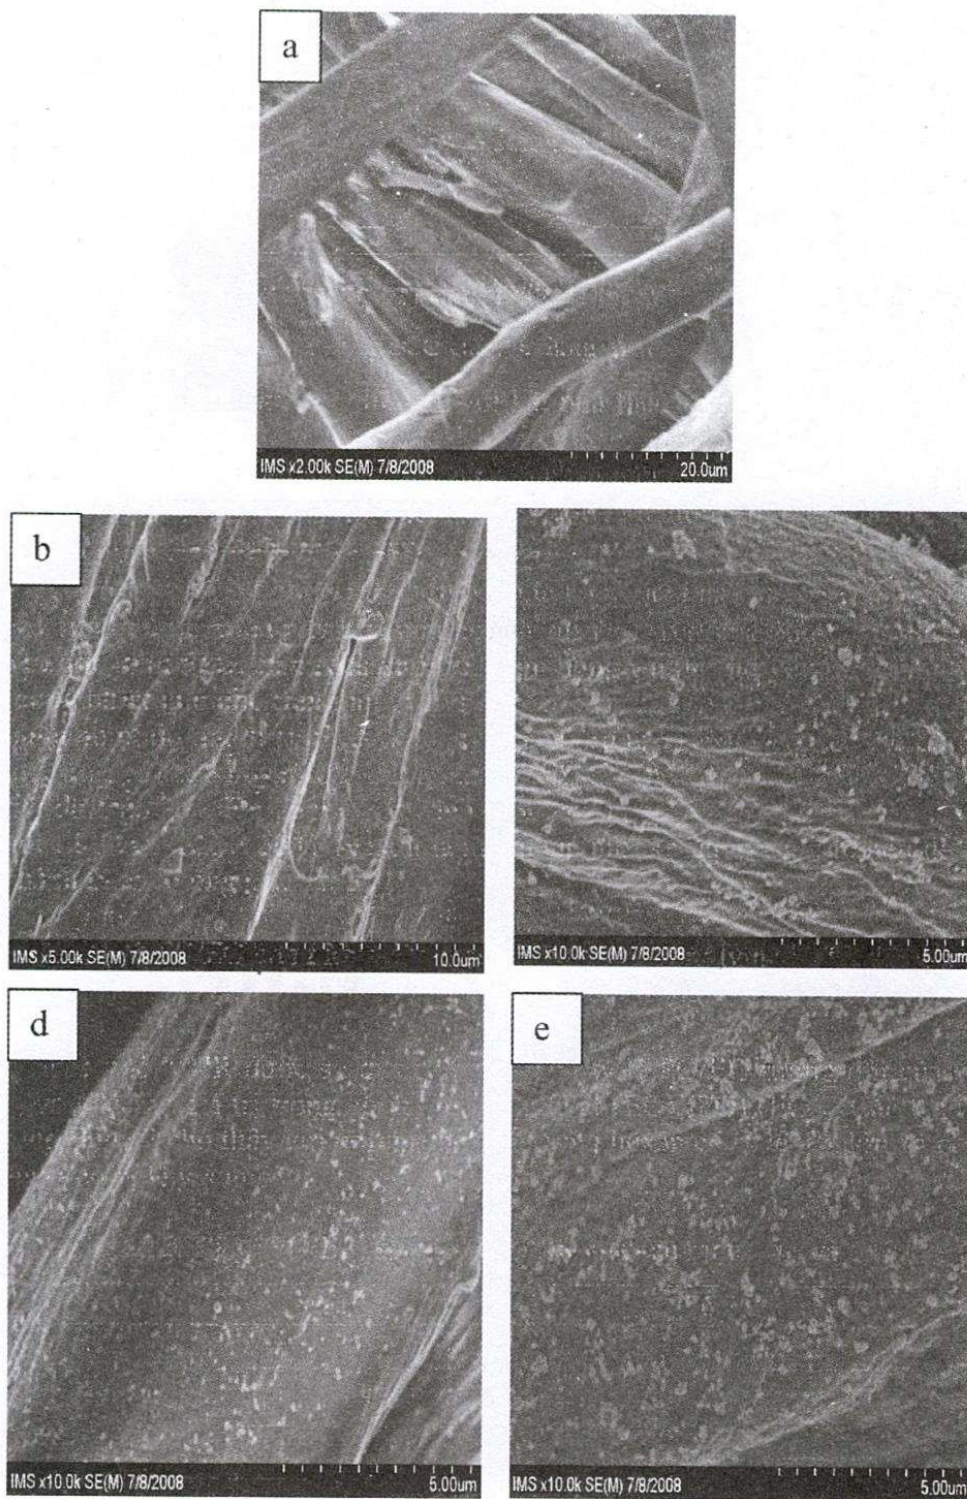 a
IMS x2.00k SE(M) 7/8/2008 20.0um
b
IMS x5.00k SE(M) 7/8/2008 10.0um
IMS x10.0k SE(M) 7/8/2008 5.00um
d
IMS x10.0k SE(M) 7/8/2008 5.00um
e
IMS x10.0k SE(M) 7/8/2008 5.00um